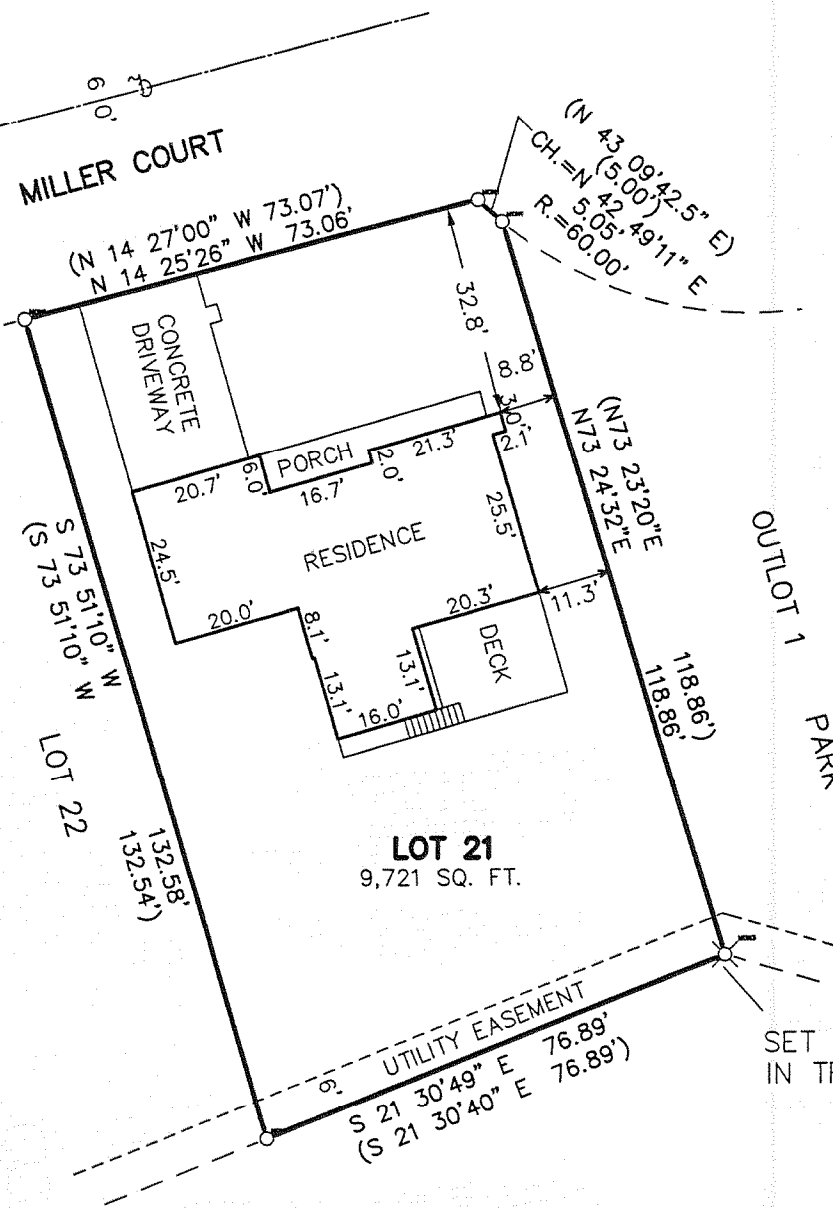 6.0'
MILLER COURT
(N 14 27'00" W 73.07')
N 14 25'26" W 73.06'
(N 43 09'42.5" E)
(5.00')
CH.=N 42 49'11" E
5.05'
R.=60.00'
CONCRETE
DRIVEWAY
32.8'
8.8'
3.0'
2.1'
21.3'
2.0'
PORCH
6.0'
20.7'
16.7'
25.5'
(N73 23'20"E
N73 24'32"E
24.5'
RESIDENCE
20.0'
8.1'
20.3'
11.3'
13.1'
13.1'
DECK
16.0'
S 73 51'10" W
(S 73 51'10" W
OUTLOT 1
118.86')
118.86'
PARK
LOT 22
132.58'
132.54')
LOT 21
9,721 SQ. FT.
UTILITY EASEMENT
6'
S 21 30'49" E 76.89'
(S 21 30'40" E 76.89')
SET
IN